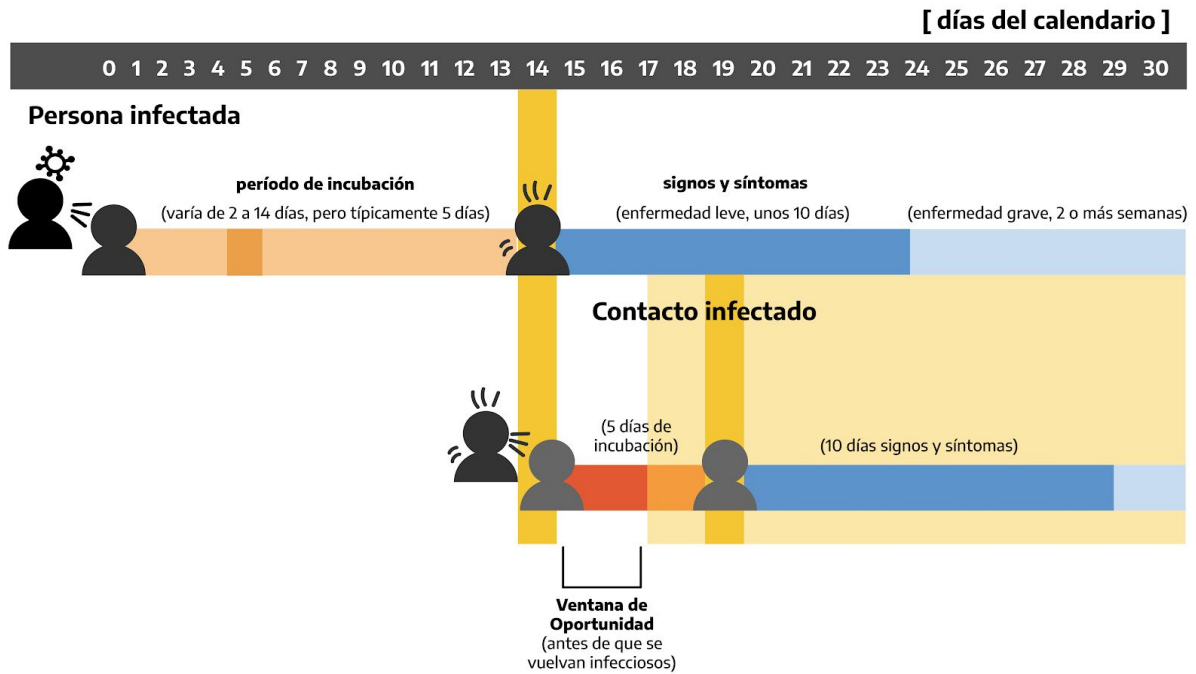 [ días del calendario ]
0 1 2 3 4 5 6 7 8 9 10 11 12 13 14 15 16 17 18 19 20 21 22 23 24 25 26 27 28 29 30
Persona infectada
período de incubación
(varía de 2 a 14 días, pero típicamente 5 días)
signos y síntomas
(enfermedad leve, unos 10 días)
(enfermedad grave, 2 o más semanas)
Contacto infectado
(5 días de
incubación)
(10 días signos y síntomas)
Ventana de
Oportunidad
(antes de que se
vuelvan infecciosos)